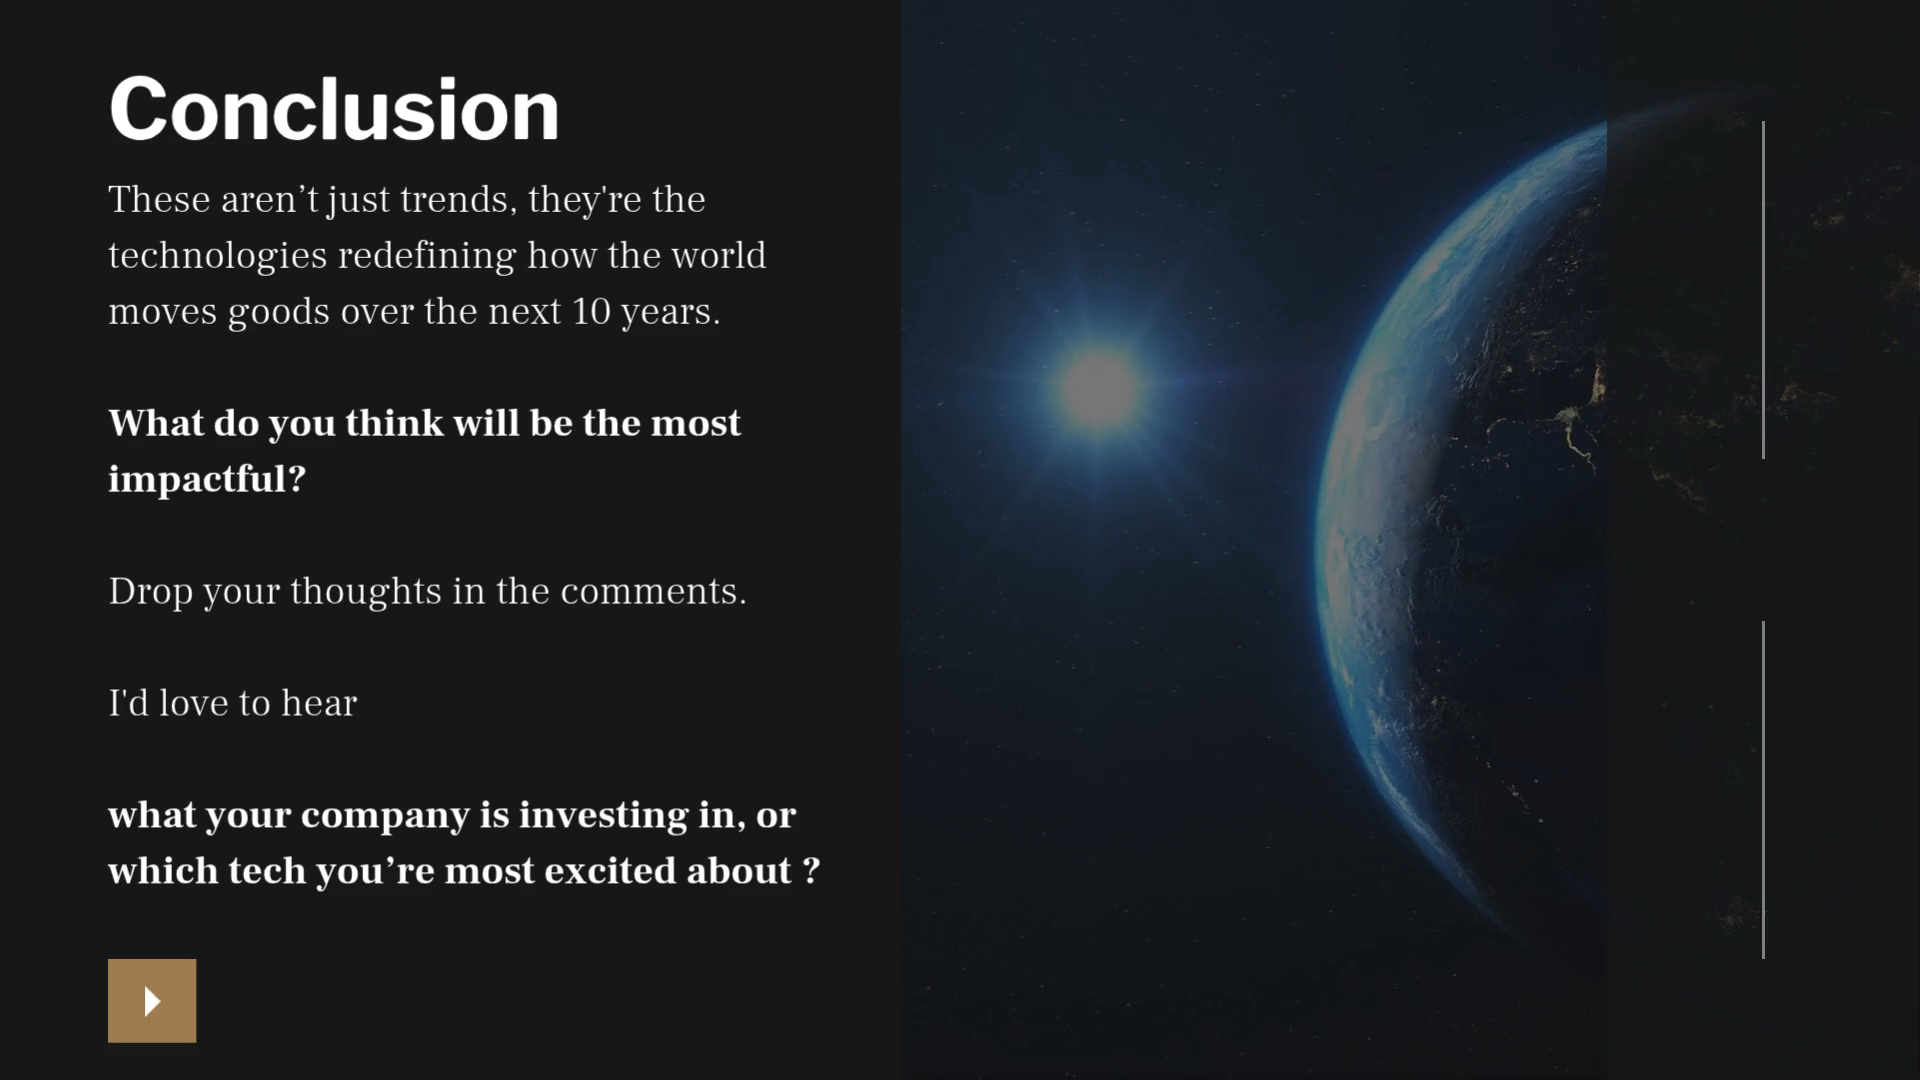 Conclusion
These aren’t just trends, they're the
technologies redefining how the world
moves goods over the next 10 years.
What do you think will be the most
impactful?
Drop your thoughts in the comments.
I'd love to hear
what your company is investing in, or
which tech you’re most excited about ?